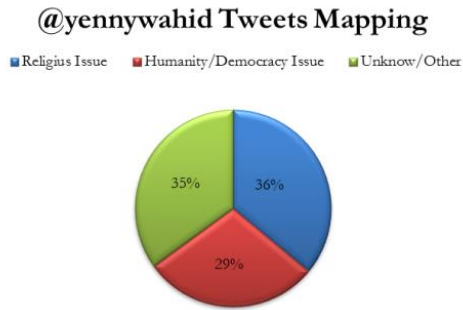 @yennywahid Tweets Mapping
Religius Issue Humanity/Democracy Issue Unknow/Other
35% 36%
29%